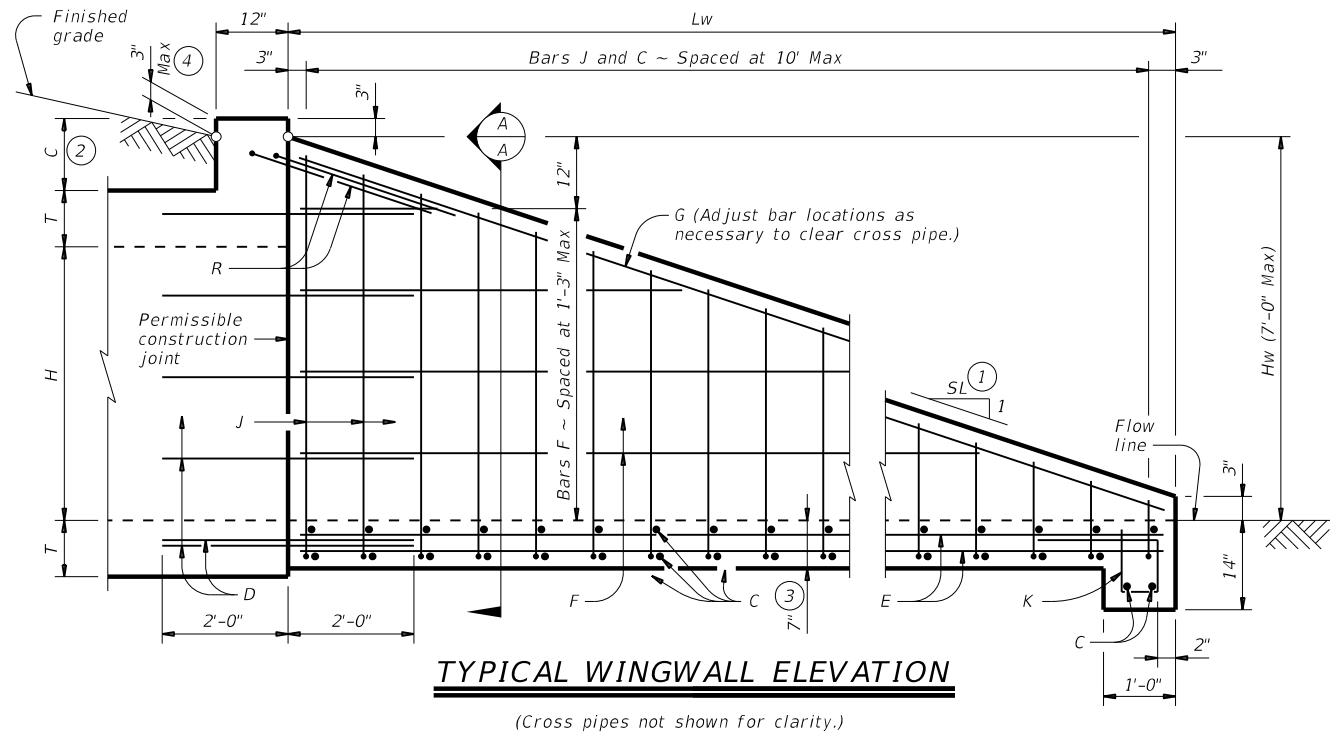 Finished
grade
12"
Lw
3"
Max
4
3"
Bars J and C ~ Spaced at 10' Max
3"
3"
A
A
C
2
12"
G (Adjust bar locations as
necessary to clear cross pipe.)
T
R
Bars F ~ Spaced at 1'-3" Max
Hw (7'-0" Max)
Permissible
construction
joint
H
SL
1
1
J
Flow
line
3"
T
14"
D
F
C
3
7"
E
K
C
2'-0"
2'-0"
2"
1'-0"
TYPICAL WINGWALL ELEVATION
(Cross pipes not shown for clarity.)